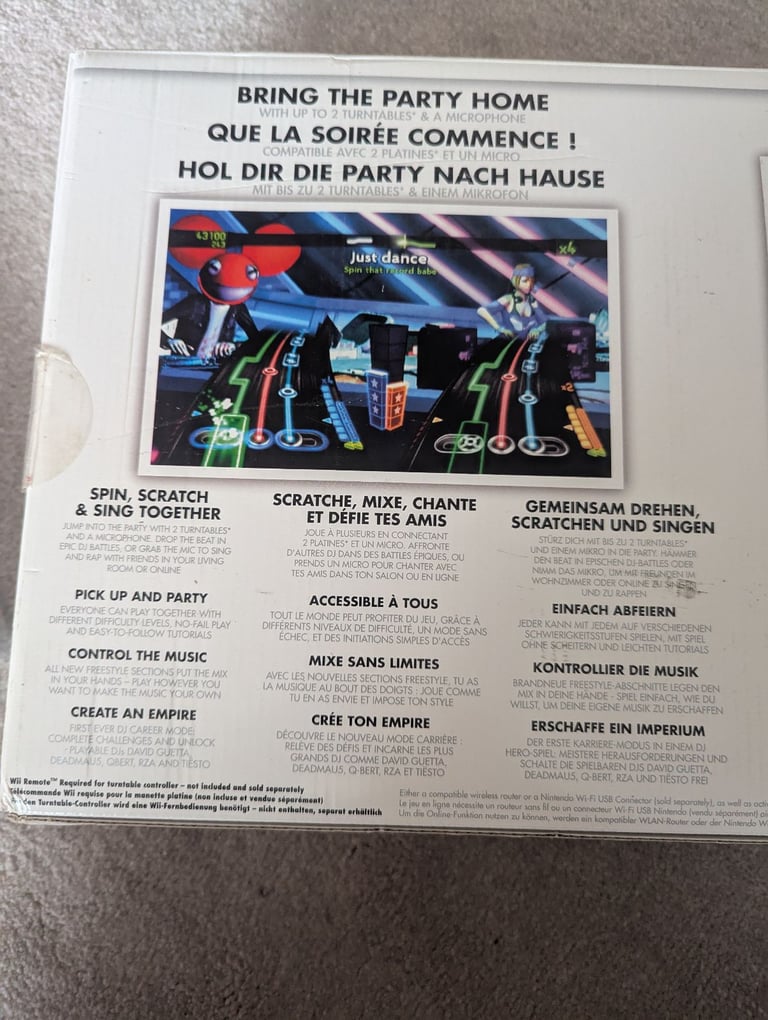 BRING THE PARTY HOME
WITH UP TO 2 TURNTABLES* & A MICROPHONE
QUE LA SOIRÉE COMMENCE !
COMPATIBLE AVEC 2 PLATINES* ET UN MICRO
HOL DIR DIE PARTY NACH HAUSE
MIT BIS ZU 2 TURNTABLES* & EINEM MIKROFON
43100
243
x4
Just dance
Spin that record babe
SPIN, SCRATCH
& SING TOGETHER
JUMP INTO THE PARTY WITH 2 TURNTABLES*
AND A MICROPHONE. DROP THE BEAT IN
EPIC DJ BATTLES, OR GRAB THE MIC TO SING
AND RAP WITH FRIENDS IN YOUR LIVING
ROOM OR ONLINE
PICK UP AND PARTY
EVERYONE CAN PLAY TOGETHER WITH
DIFFERENT DIFFICULTY LEVELS, NO-FAIL PLAY
AND EASY-TO-FOLLOW TUTORIALS
CONTROL THE MUSIC
ALL NEW FREESTYLE SECTIONS PUT THE MIX
IN YOUR HANDS – PLAY HOWEVER YOU
WANT TO MAKE THE MUSIC YOUR OWN
CREATE AN EMPIRE
FIRST EVER DJ CAREER MODE:
COMPLETE CHALLENGES AND UNLOCK
PLAYABLE DJs DAVID GUETTA,
DEADMAU5, QBERT, RZA AND TIËSTO
SCRATCHE, MIXE, CHANTE
ET DÉFIE TES AMIS
JOUE À PLUSIEURS EN CONNECTANT
2 PLATINES* ET UN MICRO. AFFRONTE
D'AUTRES DJ DANS DES BATTLES ÉPIQUES, OU
PRENDS UN MICRO POUR CHANTER AVEC
TES AMIS DANS TON SALON OU EN LIGNE
ACCESSIBLE À TOUS
TOUT LE MONDE PEUT PROFITER DU JEU, GRÂCE À
DIFFÉRENTS NIVEAUX DE DIFFICULTÉ, UN MODE SANS
ÉCHEC, ET DES INITIATIONS SIMPLES D'ACCÈS
MIXE SANS LIMITES
AVEC LES NOUVELLES SECTIONS FREESTYLE, TU AS
LA MUSIQUE AU BOUT DES DOIGTS : JOUE COMME
TU EN AS ENVIE ET IMPOSE TON STYLE
CRÉE TON EMPIRE
DÉCOUVRE LE NOUVEAU MODE CARRIÈRE :
RELÈVE DES DÉFIS ET INCARNE LES PLUS
GRANDS DJ COMME DAVID GUETTA,
DEADMAU5, Q-BERT, RZA ET TIËSTO
GEMEINSAM DREHEN,
SCRATCHEN UND SINGEN
STÜRZ DICH MIT BIS ZU 2 TURNTABLES*
UND EINEM MIKRO IN DIE PARTY. HÄMMER
DEN BEAT IN EPISCHEN DJ-BATTLES ODER
NIMM DAS MIKRO, UM MIT FREUNDEN IM
WOHNZIMMER ODER ONLINE ZU SINGEN
UND ZU RAPPEN
EINFACH ABFEIERN
JEDER KANN MIT JEDEM AUF VERSCHIEDENEN
SCHWIERIGKEITSSTUFEN SPIELEN, MIT SPIEL
OHNE SCHEITERN UND LEICHTEN TUTORIALS
KONTROLLIER DIE MUSIK
BRANDNEUE FREESTYLE-ABSCHNITTE LEGEN DEN
MIX IN DEINE HÄNDE - SPIEL EINFACH, WIE DU
WILLST, UM DEINE EIGENE MUSIK ZU ERSCHAFFEN
ERSCHAFFE EIN IMPERIUM
DER ERSTE KARRIERE-MODUS IN EINEM DJ
HERO-SPIEL: MEISTERE HERAUSFORDERUNGEN UND
SCHALTE DIE SPIELBAREN DJS DAVID GUETTA,
DEADMAU5, Q-BERT, RZA UND TIËSTO FREI
Wii Remote™ Required for turntable controller – not included and sold separately
Télécommande Wii requise pour la manette platine (non incluse et vendue séparément)
den Turntable-Controller wird eine Wii-Fernbedienung benötigt – nicht enthalten, separat erhältlich
Either a compatible wireless router or a Nintendo Wi-Fi USB Connector (sold separately), as well as
Le jeu en ligne nécessite un routeur sans fil ou un connecteur Wi-Fi USB Nintendo (vendu séparément)
Um die Online-Funktion nutzen zu können, werden ein kompatibler WLAN-Router oder der Nintendo